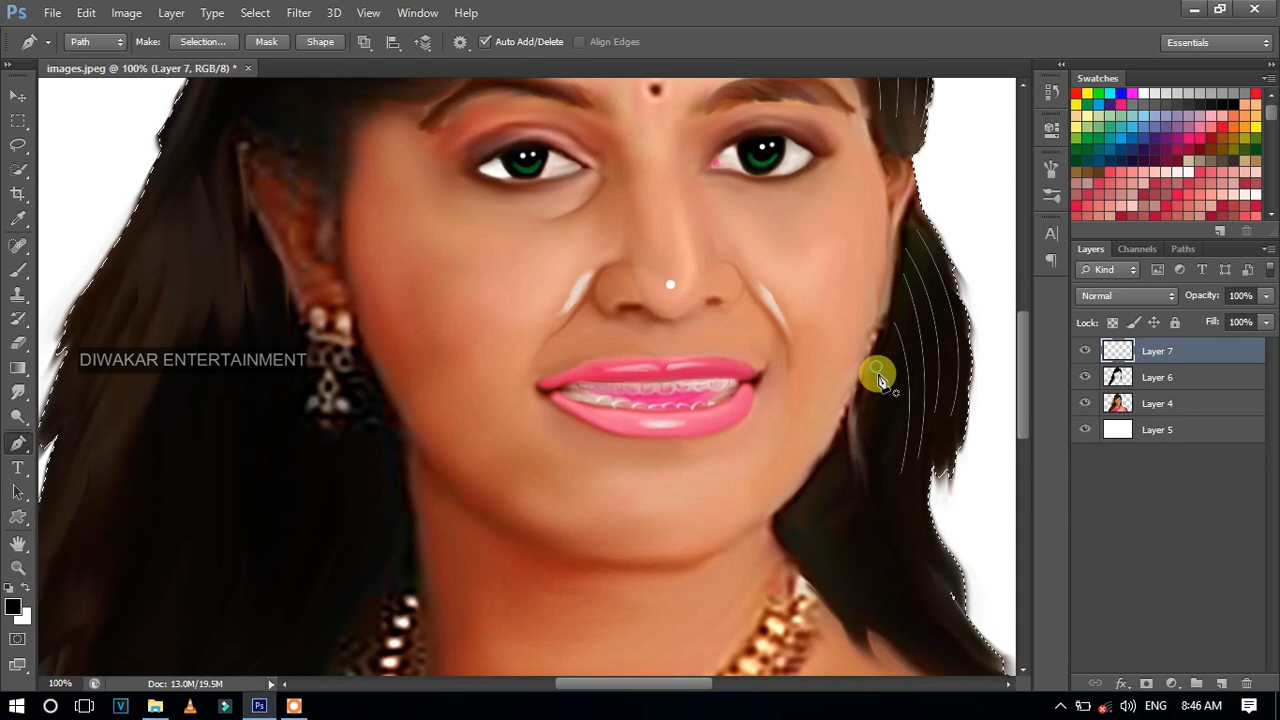 Ps File Edit Image Layer Type Select Filter 3D View Window Help
Path Make: Selection... Mask Shape Auto Add/Delete Align Edges Essentials
images.jpeg @ 100% (Layer 7, RGB/8) *
Swatches
Layers Channels Paths
Kind
Normal Opacity: 100%
Lock: Fill: 100%
Layer 7
Layer 6
Layer 4
Layer 5
DIWAKAR ENTERTAINMENT
100% Doc: 13.0M/19.5M
ENG 8:46 AM